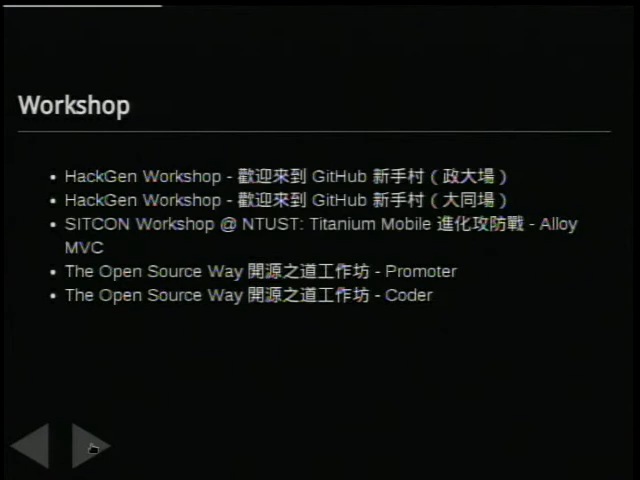 Workshop
• HackGen Workshop - 歡迎來到 GitHub 新手村（政大場）
• HackGen Workshop - 歡迎來到 GitHub 新手村（大同場）
• SITCON Workshop @ NTUST: Titanium Mobile 進化攻防戰 - Alloy
MVC
• The Open Source Way 開源之道工作坊 - Promoter
• The Open Source Way 開源之道工作坊 - Coder